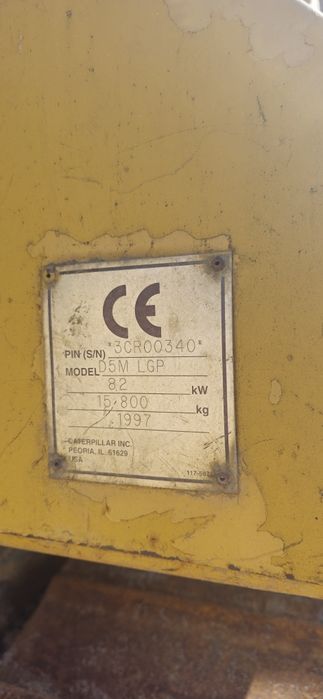 CE
PIN (S/N) *3CR00340*
MODEL D5M LGP
82 kW
15,800 kg
1997
CATERPILLAR INC.
PEORIA, IL. 61629
USA